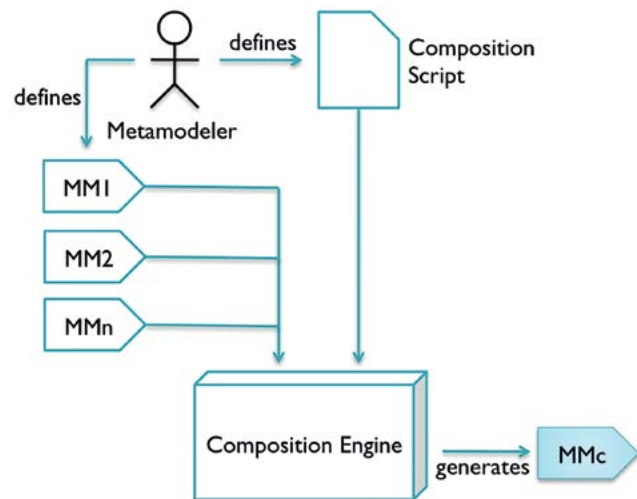 defines
Composition
Script
defines
Metamodeler
MM1
MM2
MMn
Composition Engine
generates
MMc